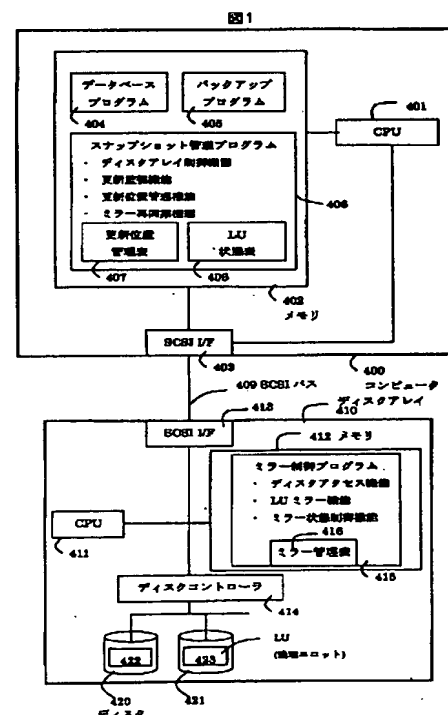 図1
データベース
プログラム
404
バックアップ
プログラム
405
401
CPU
スナップショット管理プログラム
・ ディスクアレイ制御機能
・ 更新監視機能
・ 更新位置管理機能
・ ミラー再同期機能
406
更新位置
管理表
407
LU
状態表
408
402
メモリ
SCSI I/F
403
400
コンピュータ
409 SCSI バス
413
410
ディスクアレイ
SCSI I/F
412 メモリ
ミラー制御プログラム
・ ディスクアクセス機能
・ LU ミラー機能
・ ミラー状態制御機能
416
ミラー管理表
415
CPU
411
ディスクコントローラ
414
422
423
LU
(論理ユニット)
420
421
ディスク